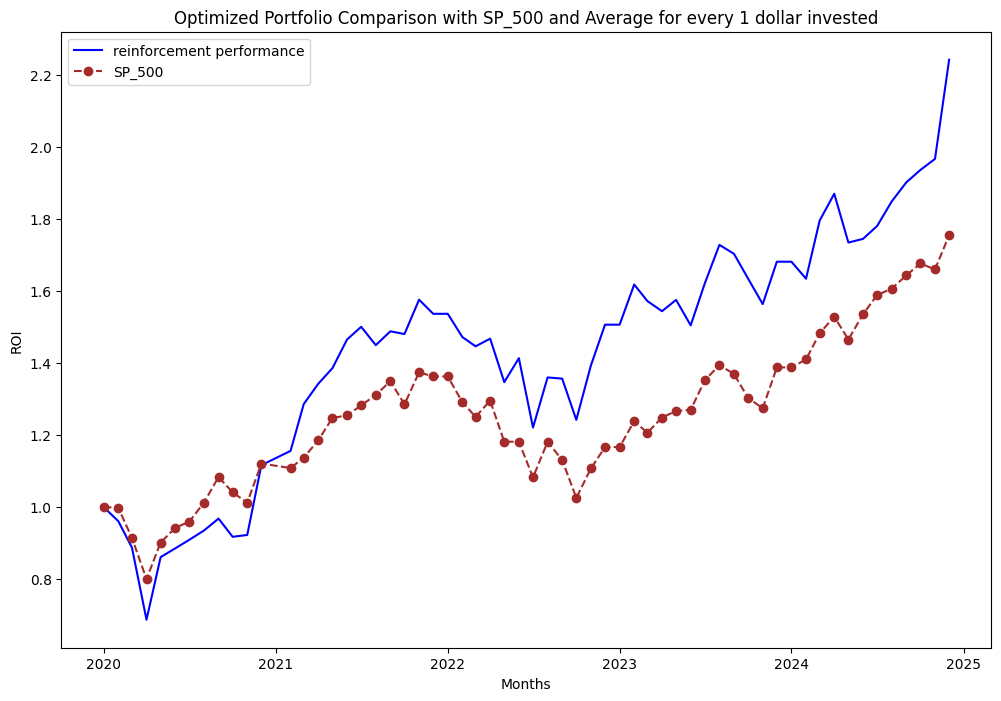 Optimized Portfolio Comparison with SP_500 and Average for every 1 dollar invested
reinforcement performance
SP_500
ROI
2.2
2.0
1.8
1.6
1.4
1.2
1.0
0.8
2020 2021 2022 2023 2024 2025
Months